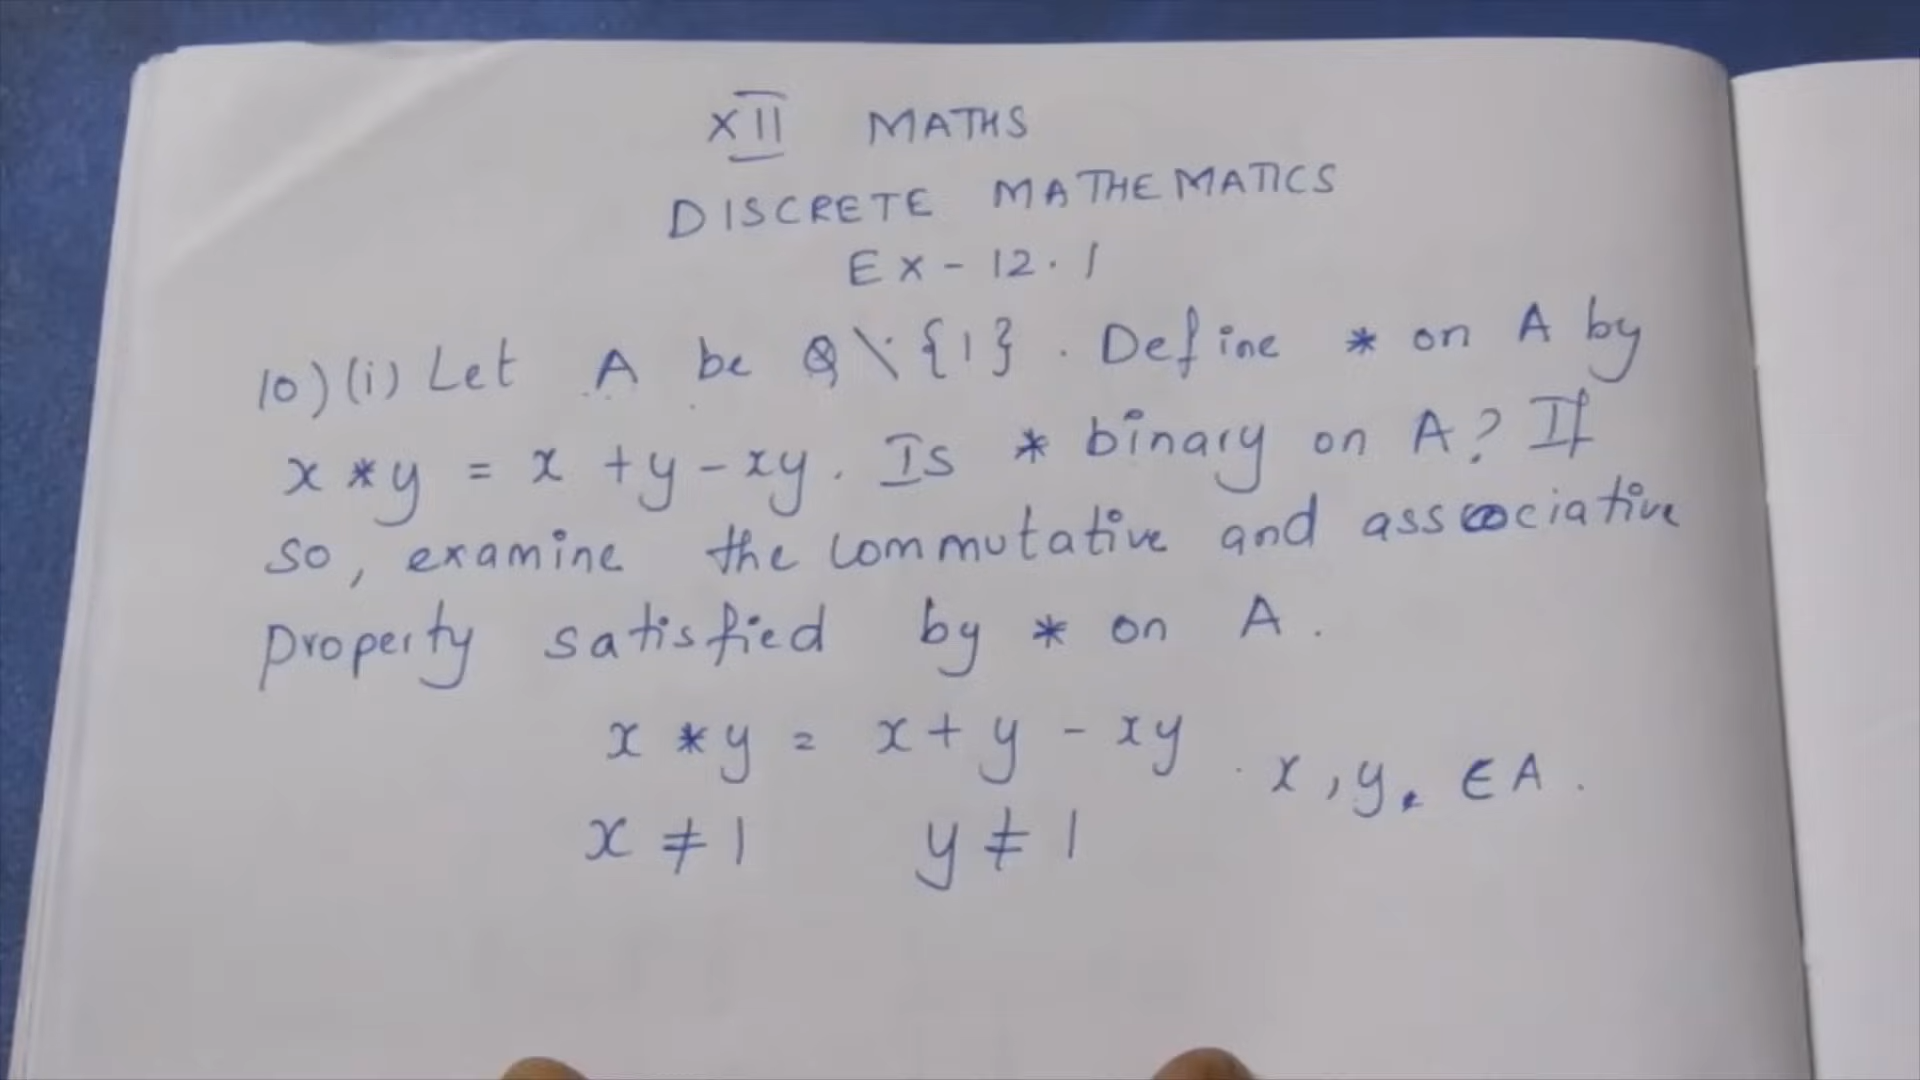 XII MATHS
DISCRETE MATHEMATICS
EX - 12.1
10) (i) Let A be Q \ {1}. Define * on A by
x * y = x + y - xy. Is * binary on A? If
so, examine the commutative and associative
property satisfied by * on A.
x * y = x + y - xy . x, y ∈ A.
x ≠ 1 y ≠ 1